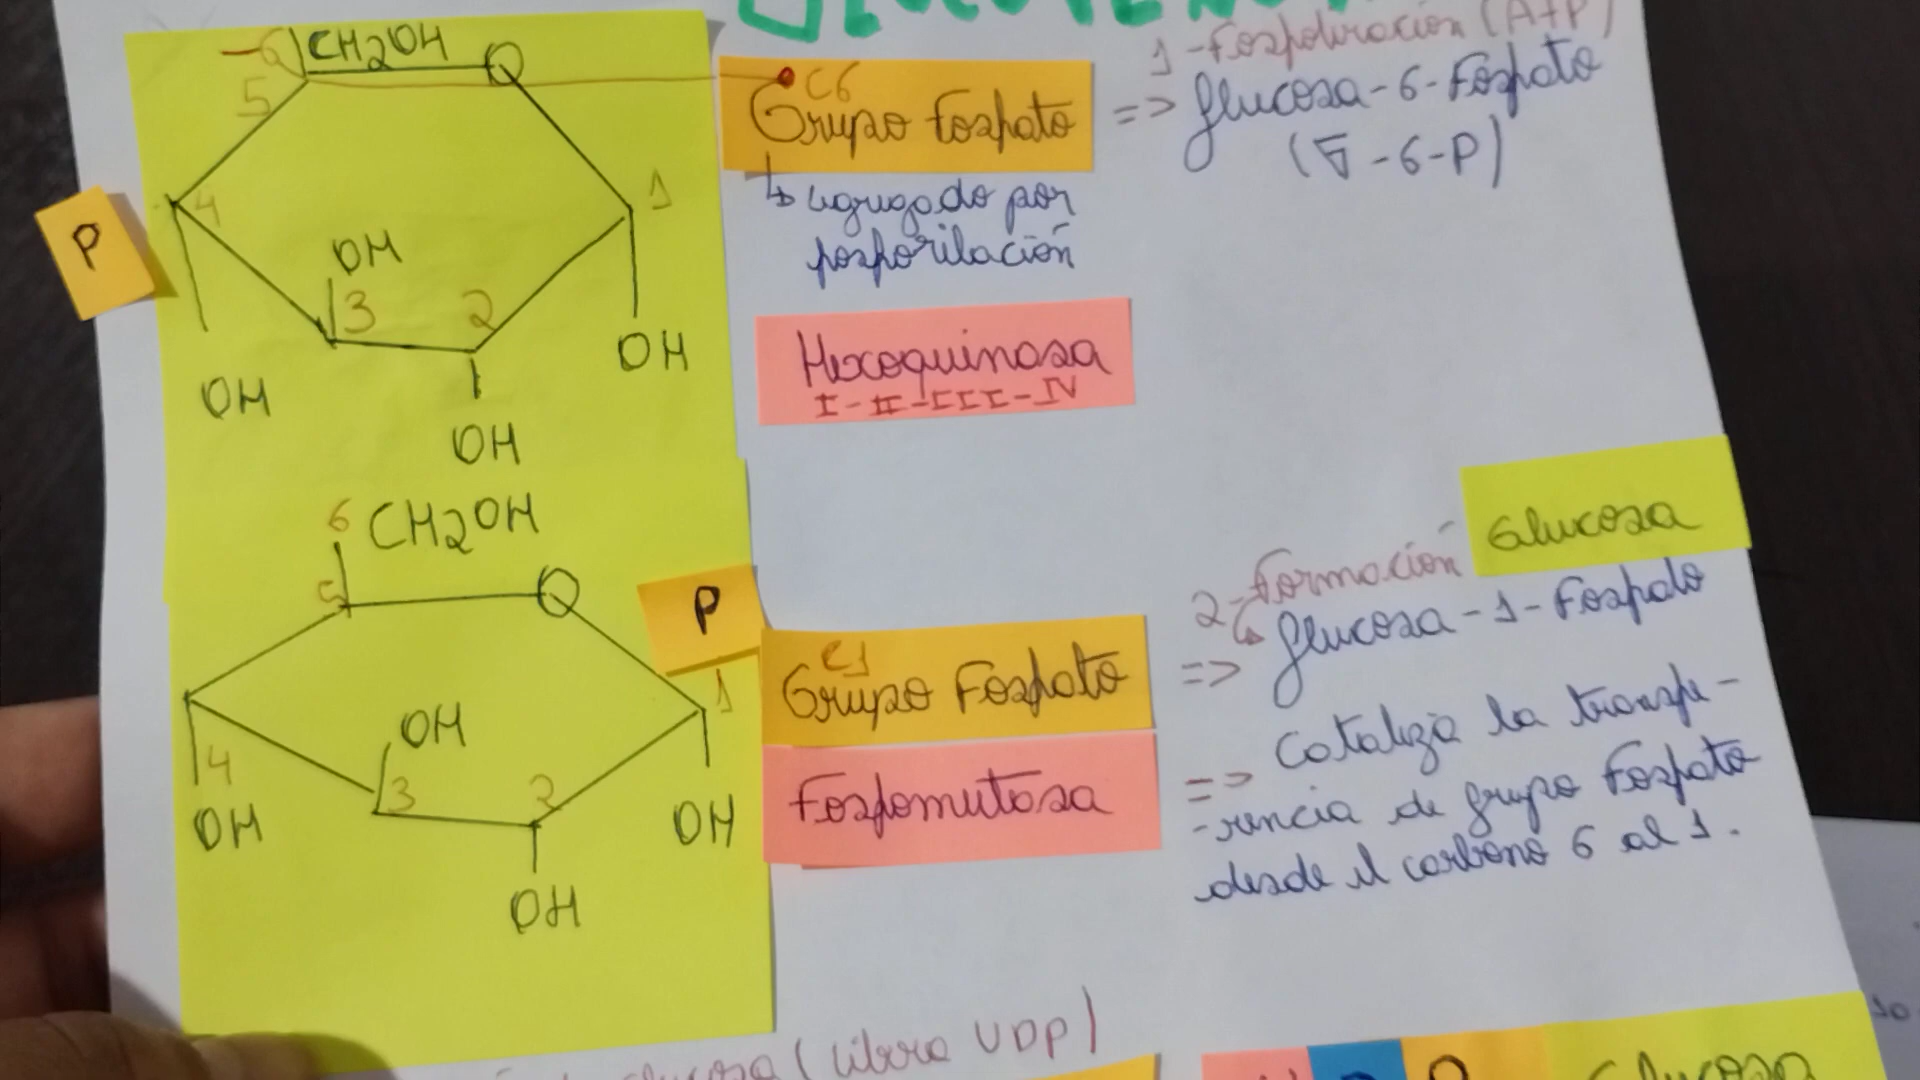 1-Fosfoliración (ATP)
6 CH2OH O
5
4
1
OH
3
2
OH
OH
OH
P
C6
Grupo Fosfato
=> glucosa-6-Fosfato
(G-6-P)
↳ agregado por
fosforilación
Hexoquinasa
I-II-III-IV
6 CH2OH
5
O
P
1
4
OH
3
2
OH
OH
OH
C1
Grupo Fosfato
Fosfomutasa
Glucosa
2-Formación
=> glucosa-1-Fosfato
=> Cataliza la transfe-
-rencia de grupo Fosfato
desde el carbono 6 al 1.
glucosa (libera UDP)
Glucosa